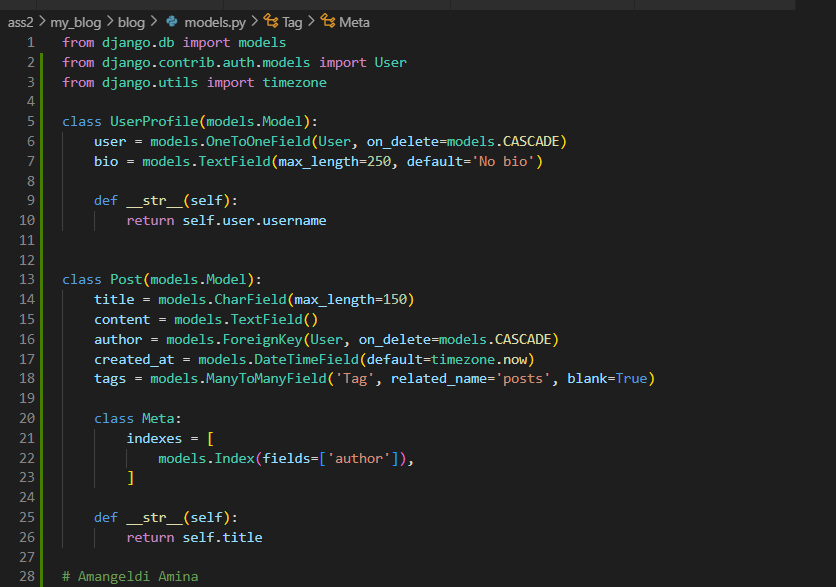 ass2 > my_blog > blog > models.py > Tag > Meta
1 from django.db import models
2 from django.contrib.auth.models import User
3 from django.utils import timezone
4
5 class UserProfile(models.Model):
6     user = models.OneToOneField(User, on_delete=models.CASCADE)
7     bio = models.TextField(max_length=250, default='No bio')
8
9     def __str__(self):
10         return self.user.username
11
12
13 class Post(models.Model):
14     title = models.CharField(max_length=150)
15     content = models.TextField()
16     author = models.ForeignKey(User, on_delete=models.CASCADE)
17     created_at = models.DateTimeField(default=timezone.now)
18     tags = models.ManyToManyField('Tag', related_name='posts', blank=True)
19
20     class Meta:
21         indexes = [
22             models.Index(fields=['author']),
23         ]
24
25     def __str__(self):
26         return self.title
27
28 # Amangeldi Amina